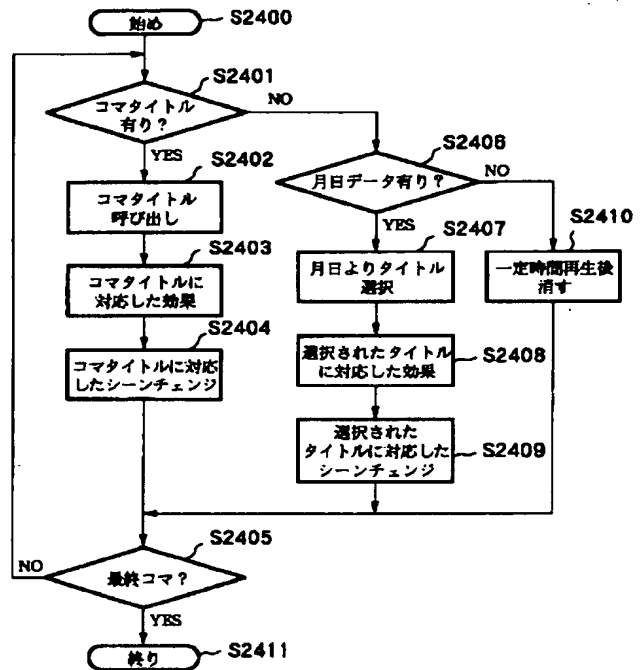 始め
S2400
コマタイトル
有り？
S2401
NO
YES
コマタイトル
呼び出し
S2402
コマタイトルに
対応した効果
S2403
コマタイトルに対応
したシーンチェンジ
S2404
月日データ有り？
S2406
NO
YES
月日よりタイトル
選択
S2407
選択されたタイトル
に対応した効果
S2408
選択された
タイトルに対応した
シーンチェンジ
S2409
一定時間再生後
消す
S2410
最終コマ？
S2405
NO
YES
終り
S2411